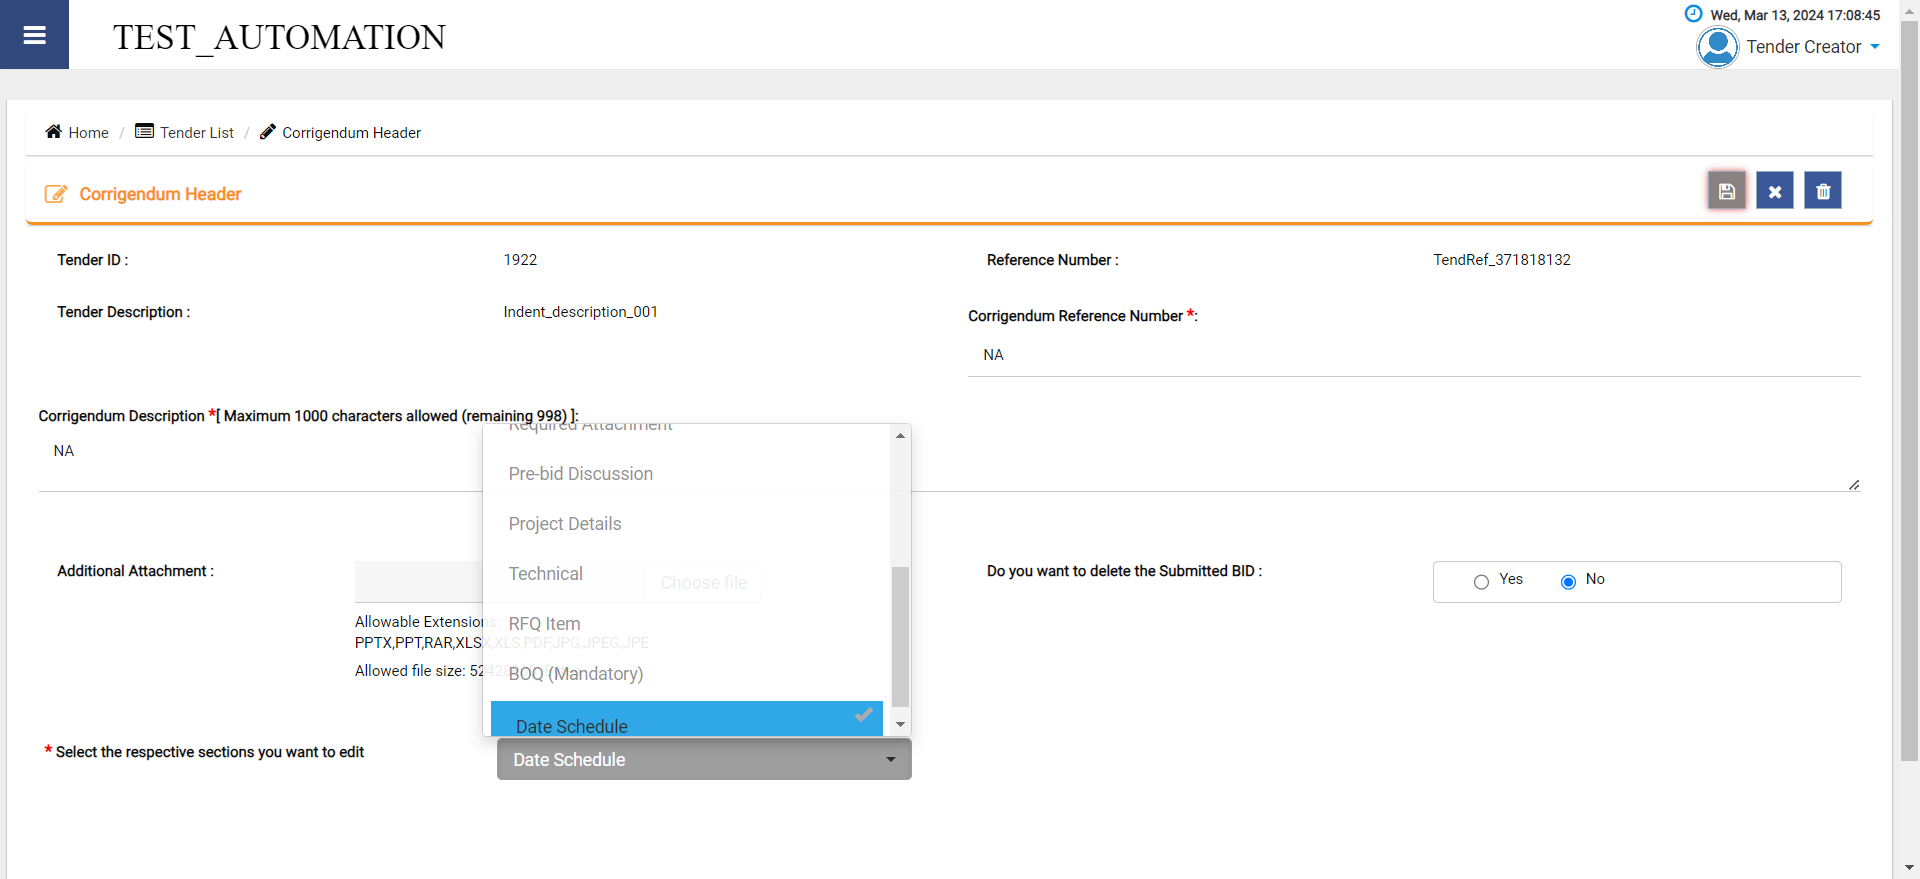 TEST_AUTOMATION
Wed, Mar 13, 2024 17:08:45
Tender Creator
Home / Tender List / Corrigendum Header
Corrigendum Header
Tender ID :
1922
Reference Number :
TendRef_371818132
Tender Description :
Indent_description_001
Corrigendum Reference Number *:
NA
Corrigendum Description *[ Maximum 1000 characters allowed (remaining 998) ]:
NA
Required Attachment
Pre-bid Discussion
Project Details
Technical
RFQ Item
BOQ (Mandatory)
Date Schedule
Additional Attachment :
Choose file
Allowable Extensions:
PPTX,PPT,RAR,XLSX,XLS,PDF,JPG,JPEG,JPE
Allowed file size:
Do you want to delete the Submitted BID :
Yes
No
* Select the respective sections you want to edit
Date Schedule